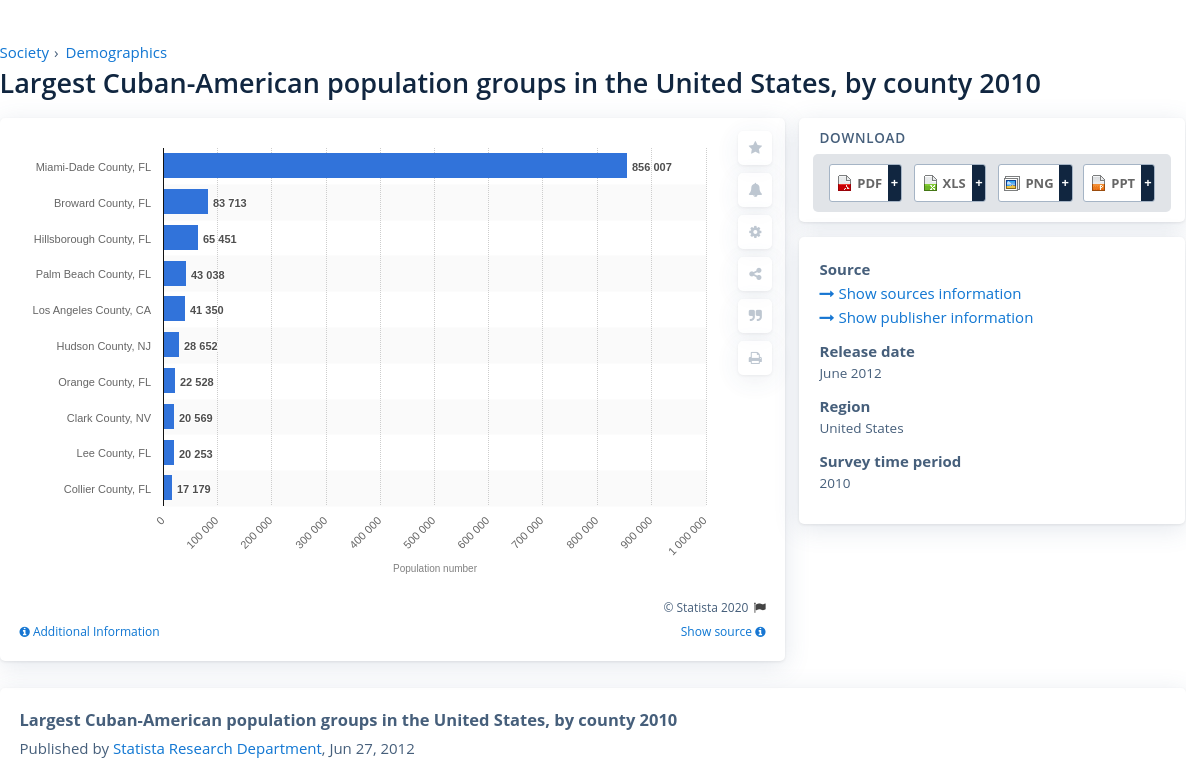 Society › Demographics
Largest Cuban-American population groups in the United States, by county 2010
Miami-Dade County, FL 856 007
Broward County, FL 83 713
Hillsborough County, FL 65 451
Palm Beach County, FL 43 038
Los Angeles County, CA 41 350
Hudson County, NJ 28 652
Orange County, FL 22 528
Clark County, NV 20 569
Lee County, FL 20 253
Collier County, FL 17 179
0 100 000 200 000 300 000 400 000 500 000 600 000 700 000 800 000 900 000 1 000 000
Population number
© Statista 2020
Additional Information
Show source
DOWNLOAD
PDF + XLS + PNG + PPT +
Source
Show sources information
Show publisher information
Release date
June 2012
Region
United States
Survey time period
2010
Largest Cuban-American population groups in the United States, by county 2010
Published by Statista Research Department, Jun 27, 2012